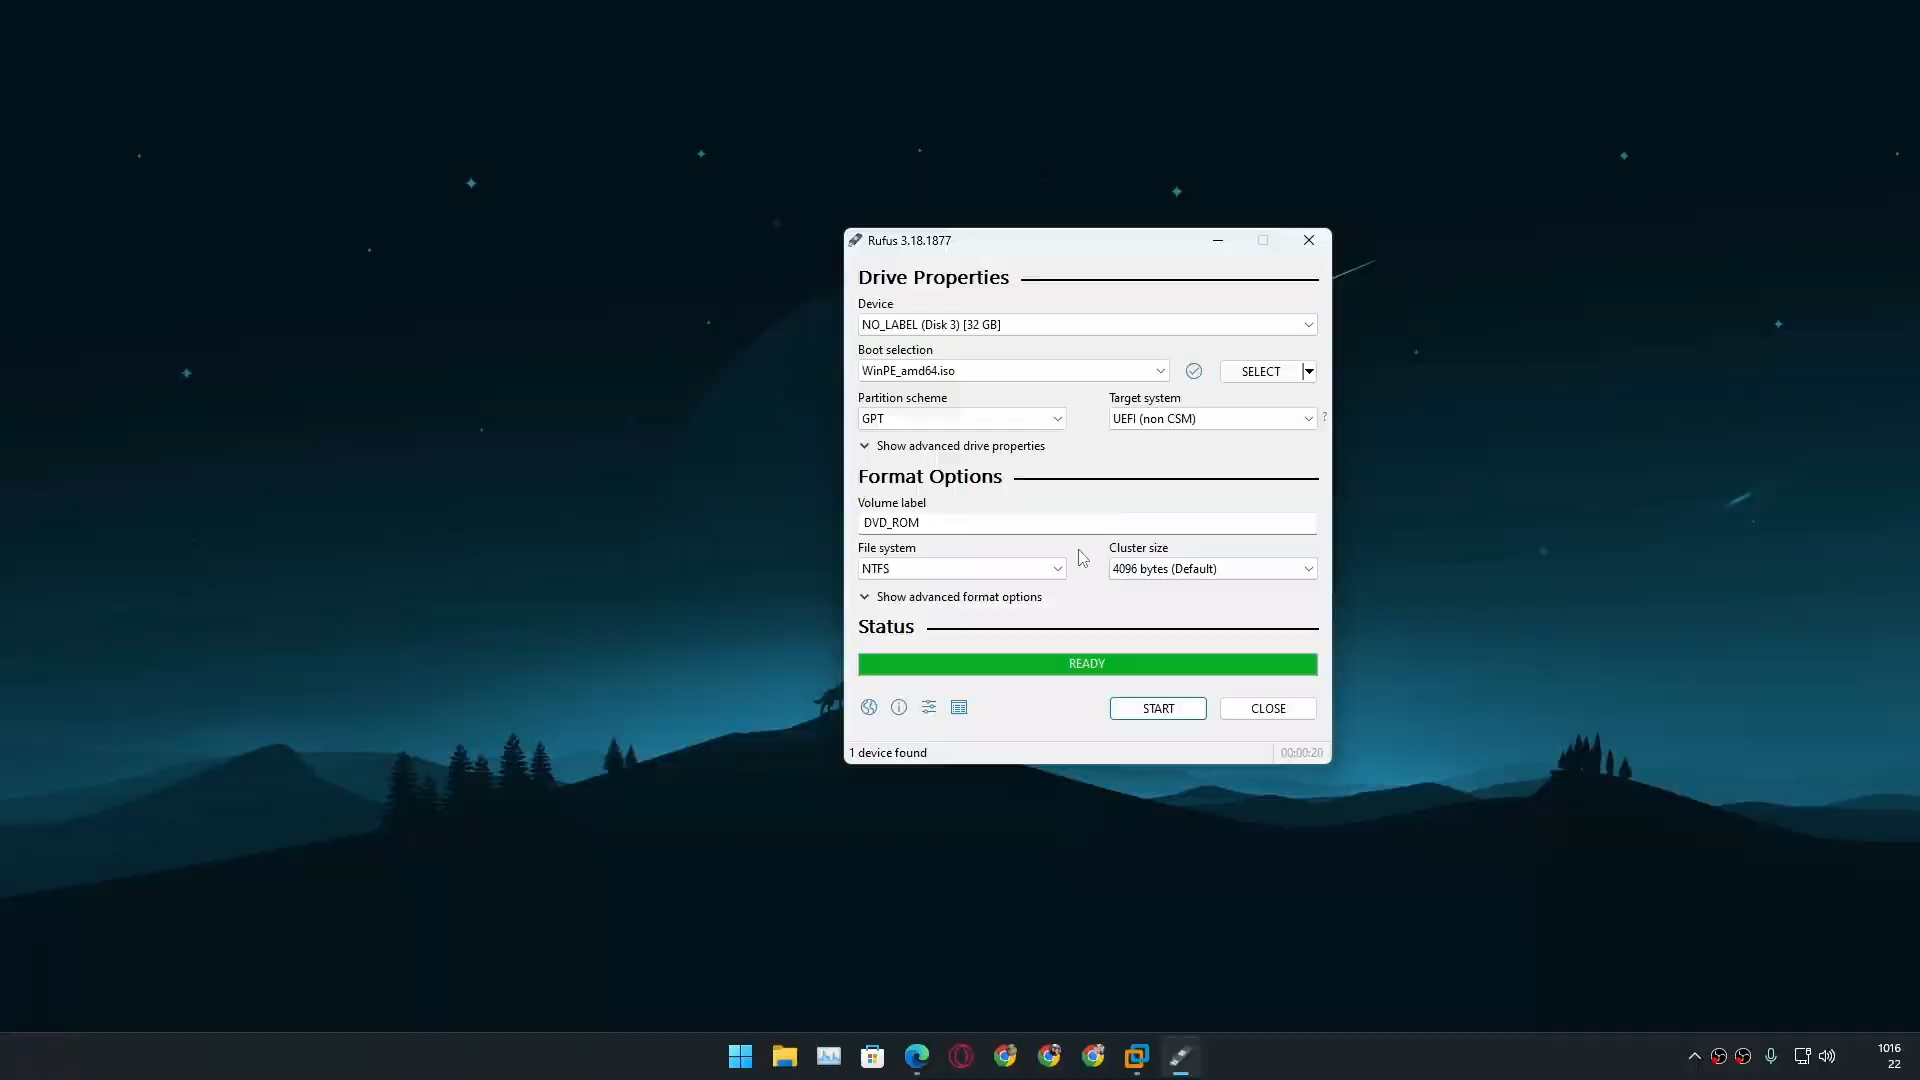 Rufus 3.18.1877
Drive Properties
Device
NO_LABEL (Disk 3) [32 GB]
Boot selection
WinPE_amd64.iso
SELECT
Partition scheme
Target system
GPT
UEFI (non CSM)
?
Show advanced drive properties
Format Options
Volume label
DVD_ROM
File system
Cluster size
NTFS
4096 bytes (Default)
Show advanced format options
Status
READY
START
CLOSE
1 device found
00:00:20
1016
22